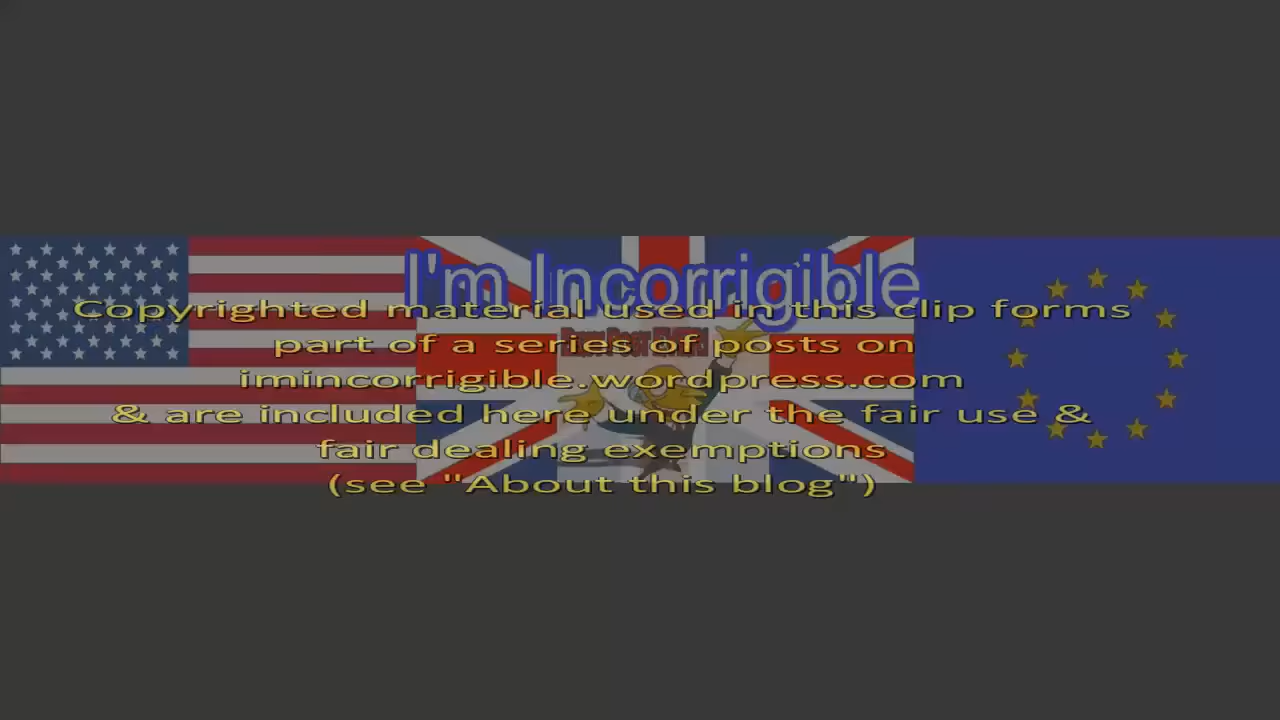 I'm Incorrigible
Copyrighted material used in this clip forms
part of a series of posts on
imincorrigible.wordpress.com
& are included here under the fair use &
fair dealing exemptions
(see "About this blog")